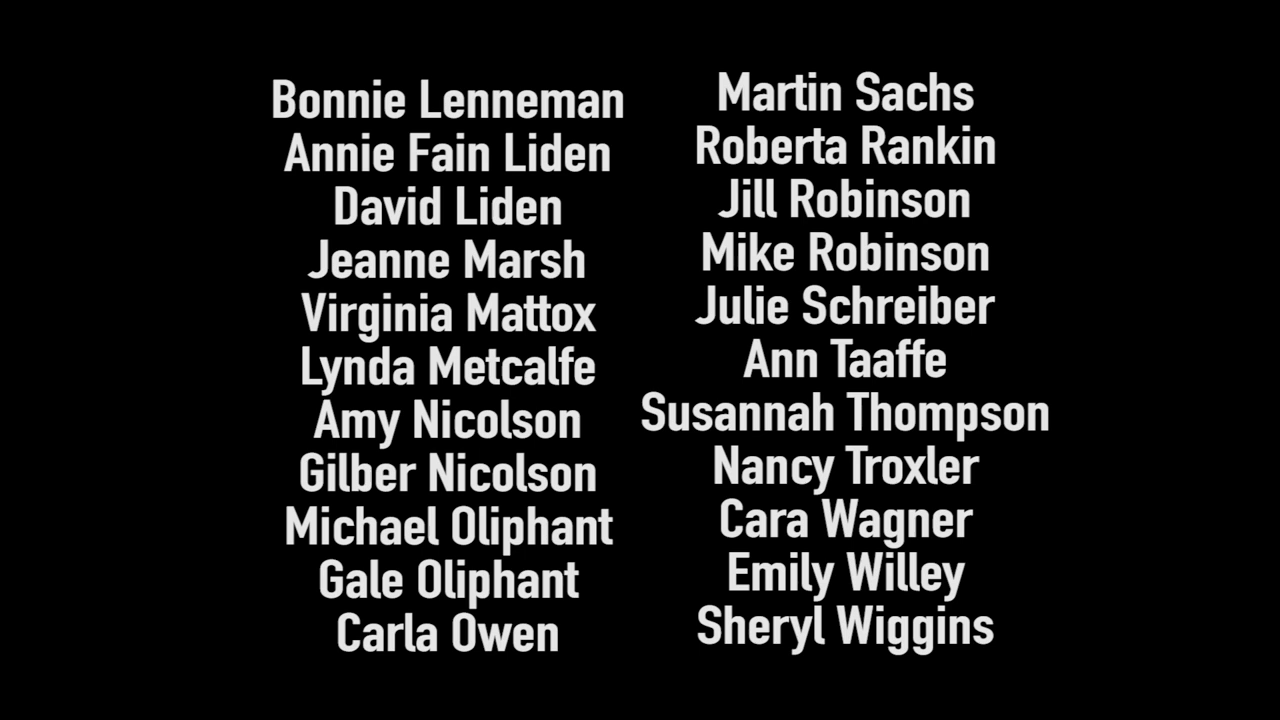 Bonnie Lenneman
Annie Fain Liden
David Liden
Jeanne Marsh
Virginia Mattox
Lynda Metcalfe
Amy Nicolson
Gilber Nicolson
Michael Oliphant
Gale Oliphant
Carla Owen
Martin Sachs
Roberta Rankin
Jill Robinson
Mike Robinson
Julie Schreiber
Ann Taaffe
Susannah Thompson
Nancy Troxler
Cara Wagner
Emily Willey
Sheryl Wiggins